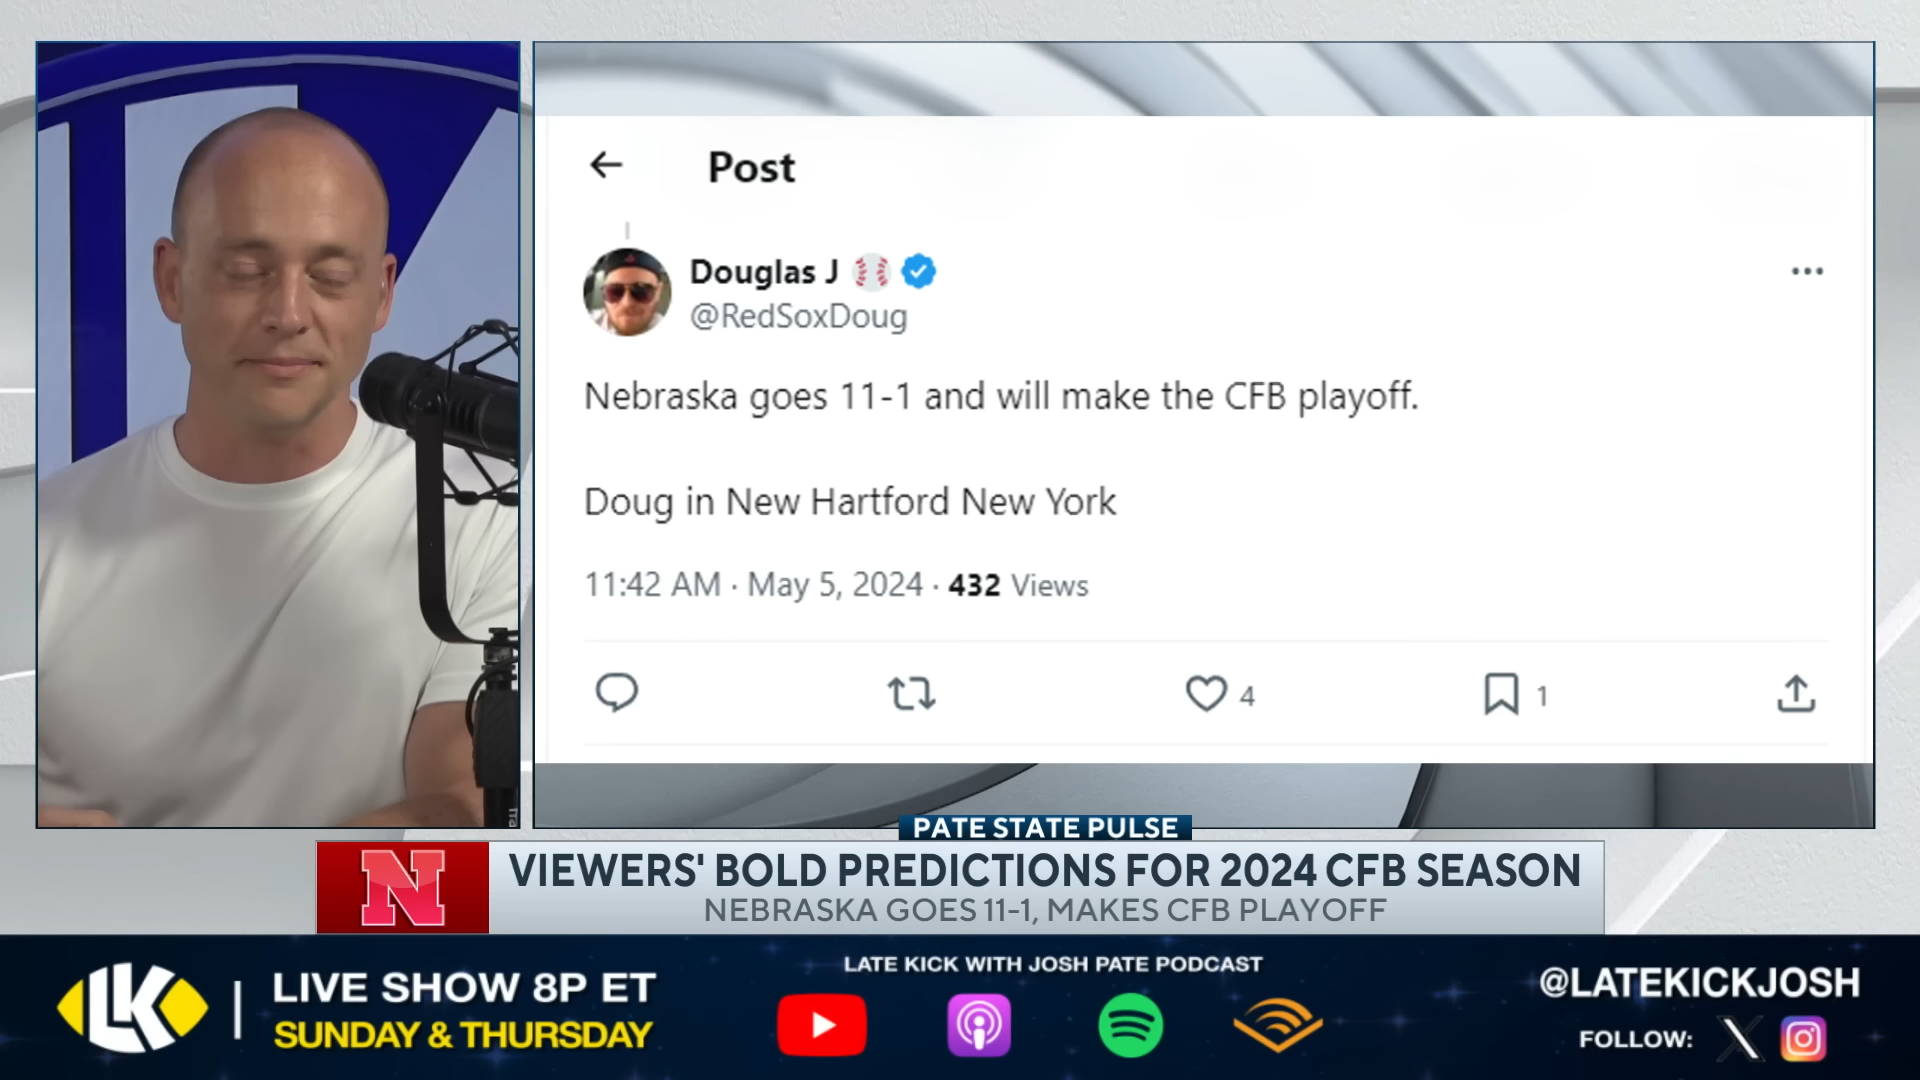 Post
Douglas J
@RedSoxDoug
Nebraska goes 11-1 and will make the CFB playoff.
Doug in New Hartford New York
11:42 AM · May 5, 2024 · 432 Views
4
1
PATE STATE PULSE
N
VIEWERS' BOLD PREDICTIONS FOR 2024 CFB SEASON
NEBRASKA GOES 11-1, MAKES CFB PLAYOFF
LK
LIVE SHOW 8P ET
SUNDAY & THURSDAY
LATE KICK WITH JOSH PATE PODCAST
@LATEKICKJOSH
FOLLOW: